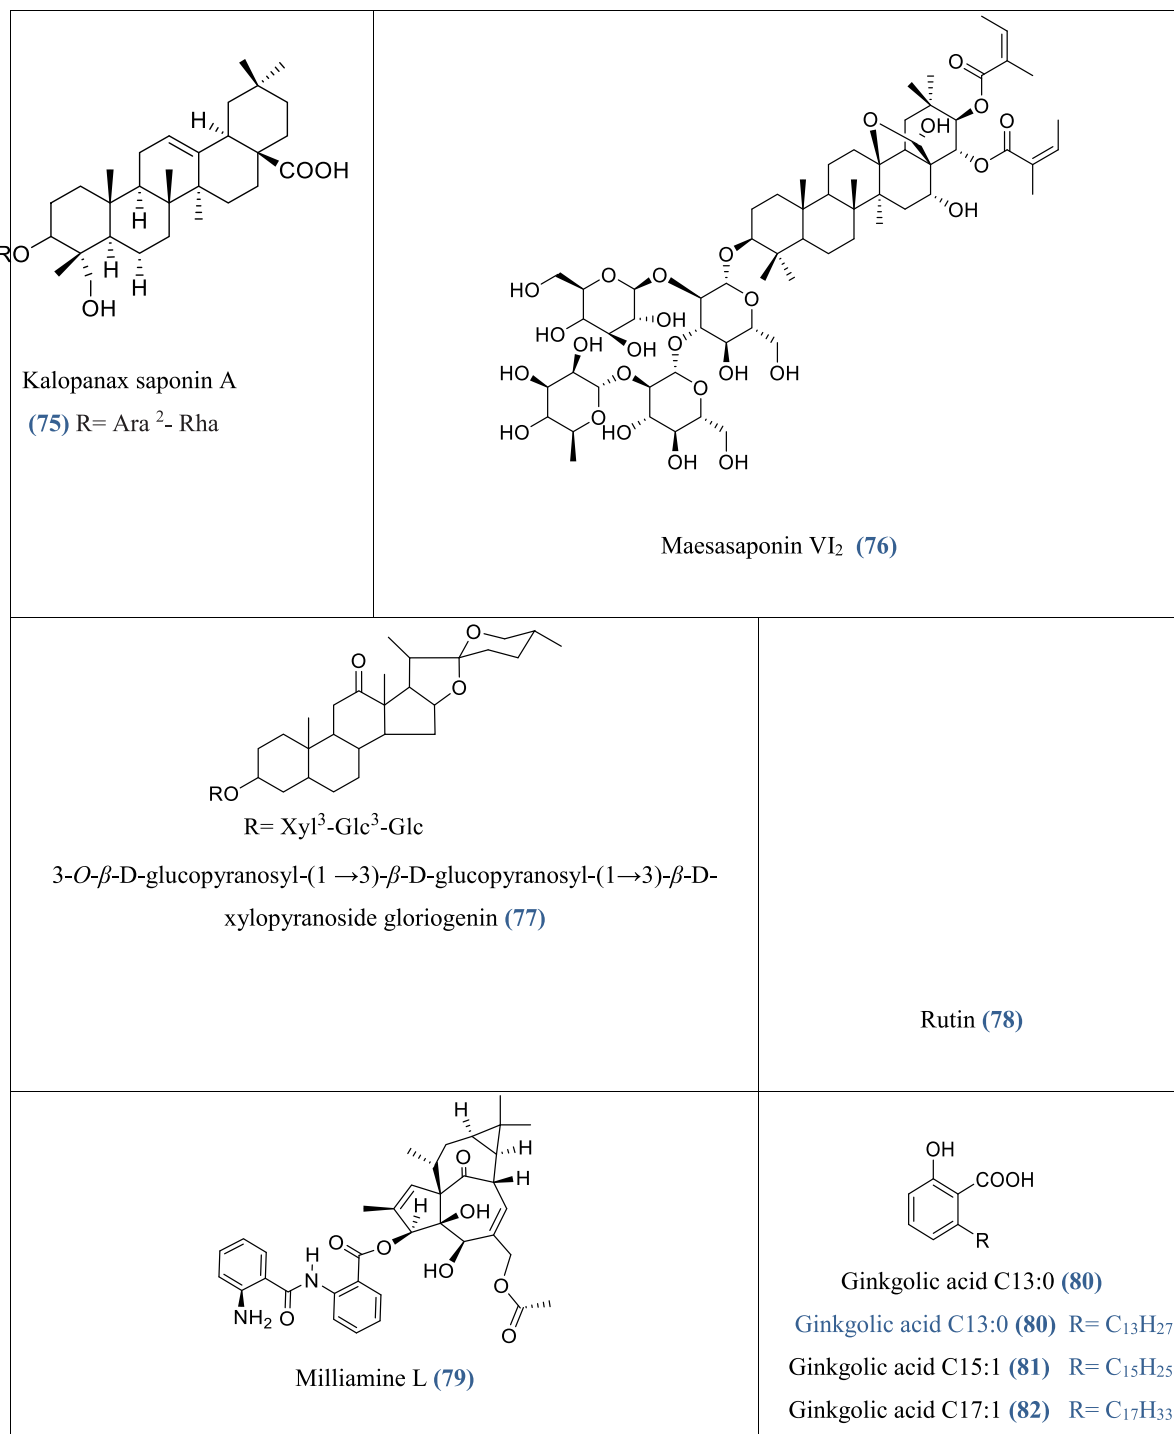 H
COOH
H
RO
H
H
OH
Kalopanax saponin A
(75) R= Ara ²- Rha
O
O
O
O
OH
O
O
OH
O
HO
O
O
O
HO
OH
OH
O
OH
OH
OH
HO
O
O
O
HO
HO
OH
OH
Maesasaponin VI₂ (76)
O
O
O
RO
R= Xyl³-Glc³-Glc
3-O-β-D-glucopyranosyl-(1 →3)-β-D-glucopyranosyl-(1→3)-β-D-
xylopyranoside gloriogenin (77)
Rutin (78)
H
H
O
H
H
OH
O
O
H
N
HO
O
NH₂
O
O
Milliamine L (79)
OH
COOH
R
Ginkgolic acid C13:0 (80)
Ginkgolic acid C13:0 (80) R= C₁₃H₂₇
Ginkgolic acid C15:1 (81) R= C₁₅H₂₅
Ginkgolic acid C17:1 (82) R= C₁₇H₃₃